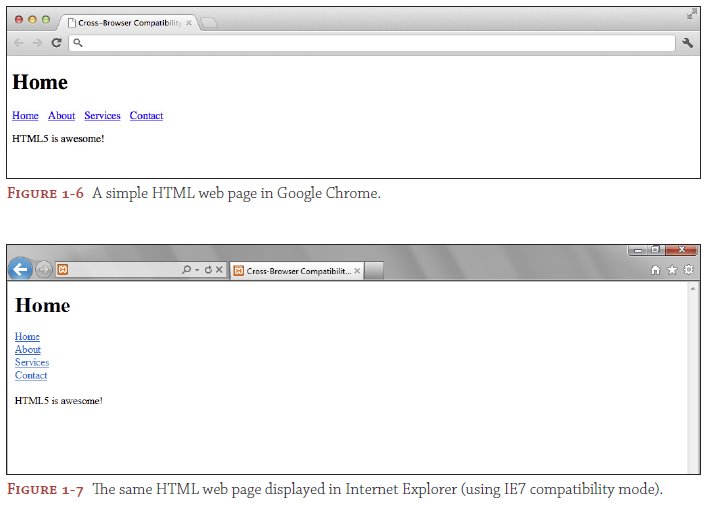 Cross-Browser Compatibility
Home
Home About Services Contact
HTML5 is awesome!
FIGURE 1-6 A simple HTML web page in Google Chrome.
Cross-Browser Compatibilit...
Home
Home
About
Services
Contact
HTML5 is awesome!
FIGURE 1-7 The same HTML web page displayed in Internet Explorer (using IE7 compatibility mode).